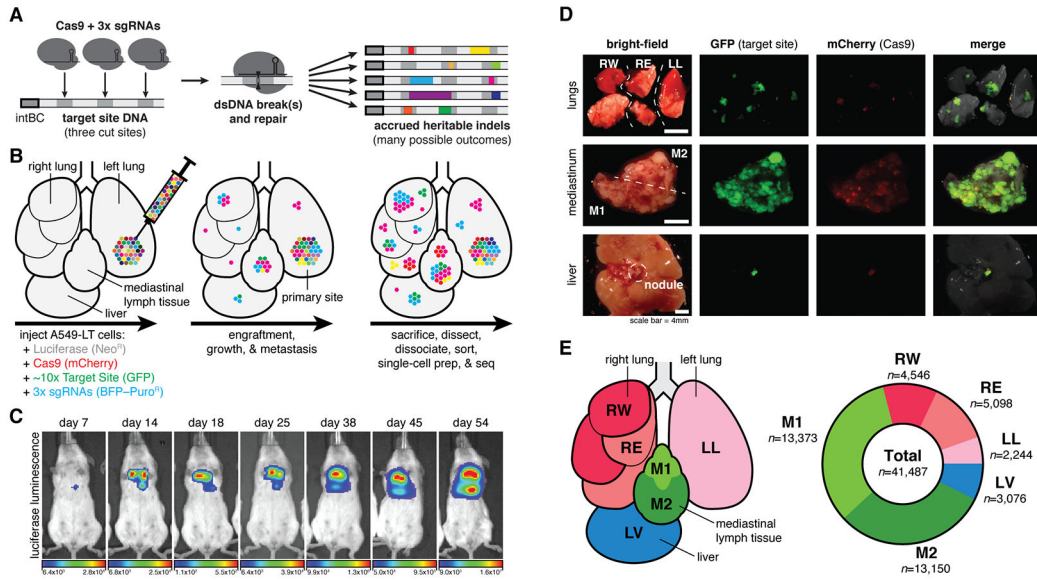 A
Cas9 + 3x sgRNAs
intBC
target site DNA
(three cut sites)
dsDNA break(s)
and repair
accrued heritable indels
(many possible outcomes)
B
right lung
left lung
mediastinal
lymph tissue
liver
primary site
inject A549-LT cells:
+ Luciferase (Neoᴿ)
+ Cas9 (mCherry)
+ ~10x Target Site (GFP)
+ 3x sgRNAs (BFP–Puroᴿ)
engraftment,
growth, & metastasis
sacrifice, dissect,
dissociate, sort,
single-cell prep, & seq
C
luciferase luminescence
day 7
day 14
day 18
day 25
day 38
day 45
day 54
D
bright-field
GFP (target site)
mCherry (Cas9)
merge
lungs
RW
RE
LL
mediastinum
M2
M1
liver
nodule
scale bar = 4mm
E
right lung
left lung
RW
RE
LL
M1
M2
LV
mediastinal
lymph tissue
liver
RW
n=4,546
RE
n=5,098
LL
n=2,244
LV
n=3,076
M2
n=13,150
M1
n=13,373
Total
n=41,487